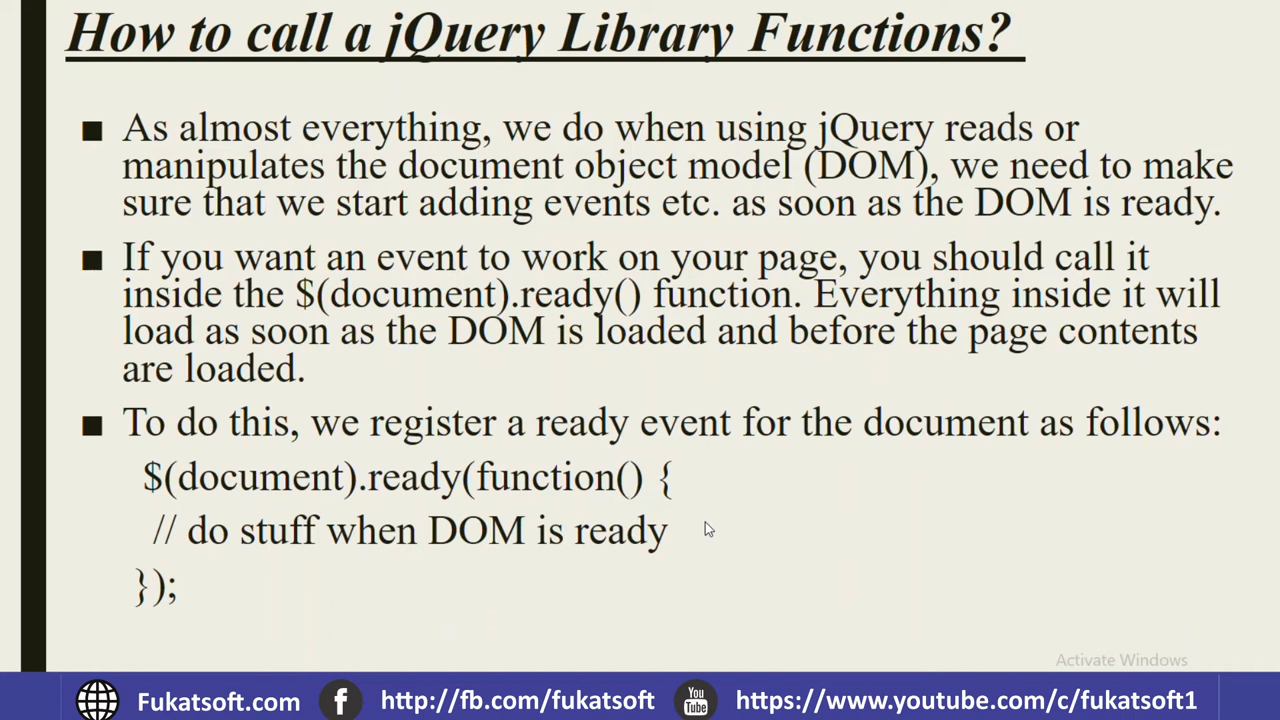 How to call a jQuery Library Functions?
■ As almost everything, we do when using jQuery reads or
manipulates the document object model (DOM), we need to make
sure that we start adding events etc. as soon as the DOM is ready.
■ If you want an event to work on your page, you should call it
inside the $(document).ready() function. Everything inside it will
load as soon as the DOM is loaded and before the page contents
are loaded.
■ To do this, we register a ready event for the document as follows:
$(document).ready(function() {
// do stuff when DOM is ready
});
Activate Windows
Fukatsoft.com f http://fb.com/fukatsoft You Tube https://www.youtube.com/c/fukatsoft1